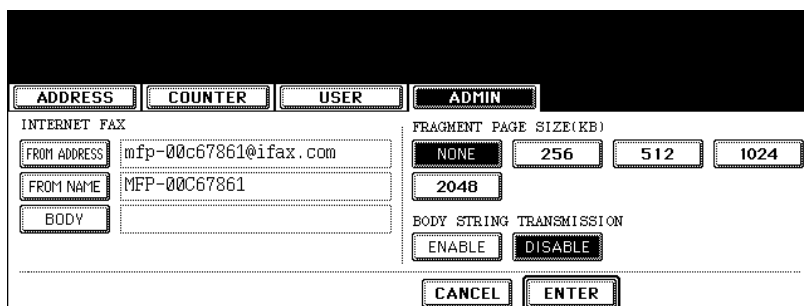 ADDRESS COUNTER USER ADMIN
INTERNET FAX
FROM ADDRESS mfp-00c67861@ifax.com
FROM NAME MFP-00C67861
BODY
FRAGMENT PAGE SIZE(KB)
NONE 256 512 1024
2048
BODY STRING TRANSMISSION
ENABLE DISABLE
CANCEL ENTER